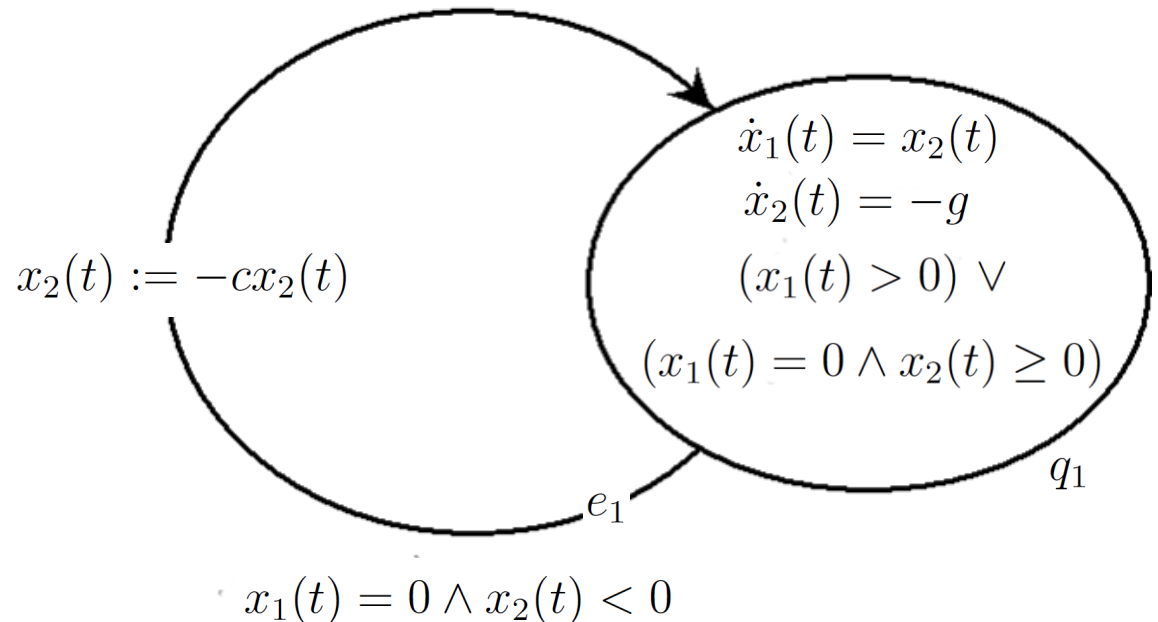 ẋ₁(t) = x₂(t)
ẋ₂(t) = −g
(x₁(t) > 0) ∨
(x₁(t) = 0 ∧ x₂(t) ≥ 0)
q₁
x₂(t) := −cx₂(t)
e₁
x₁(t) = 0 ∧ x₂(t) < 0